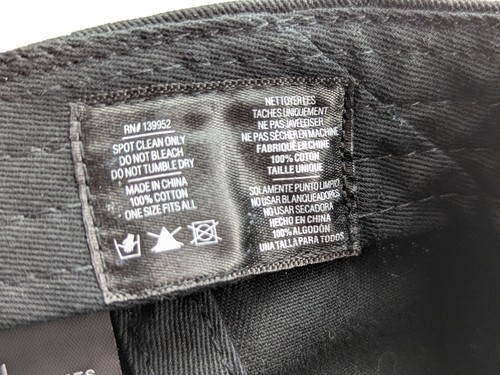 RN# 139952
SPOT CLEAN ONLY
DO NOT BLEACH
DO NOT TUMBLE DRY
MADE IN CHINA
100% COTTON
ONE SIZE FITS ALL
NETTOYER LES
TACHES UNIQUEMENT
NE PAS JAVELEISER
NE PAS SÉCHER EN MACHINE
FABRIQUÉ EN CHINE
100% COTON
TAILLE UNIQUE
SOLAMENTE PUNTO LIMPIO
NO USAR BLANQUEADORES
NO USAR SECADORA
HECHO EN CHINA
100% ALGODÓN
UNA TALLA PARA TODOS